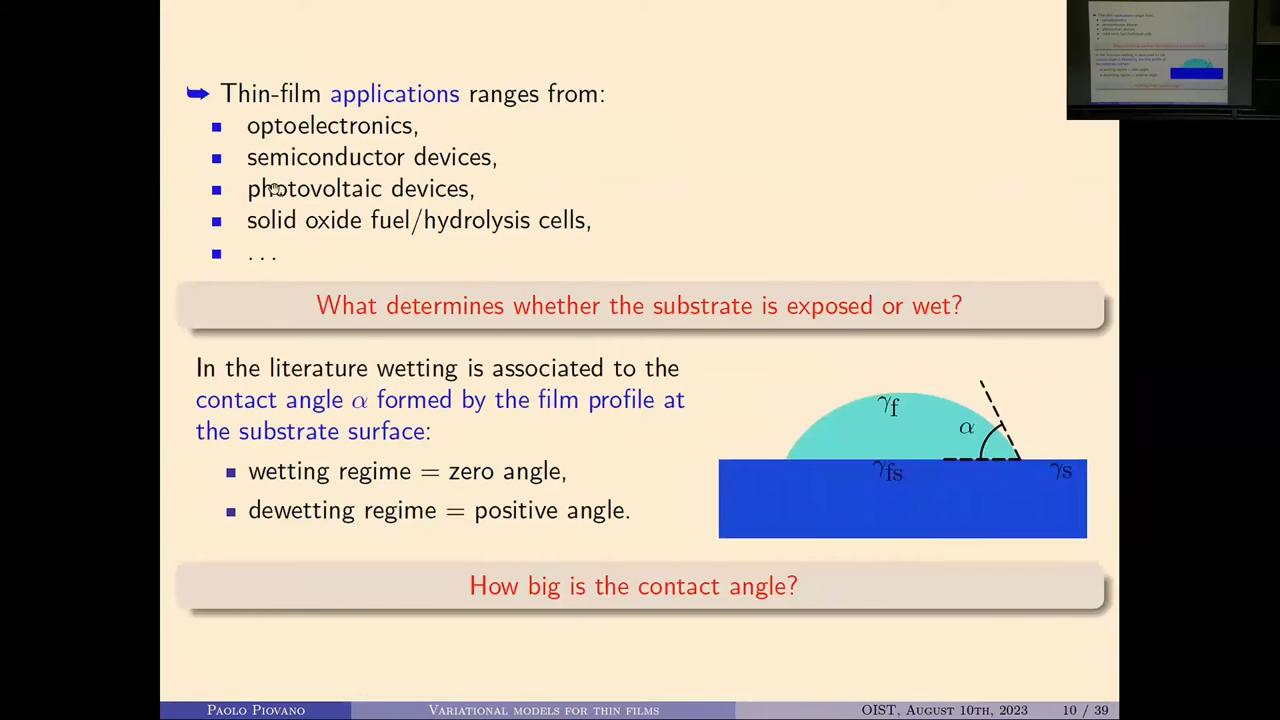 ➥ Thin-film applications ranges from:
■ optoelectronics,
■ semiconductor devices,
■ photovoltaic devices,
■ solid oxide fuel/hydrolysis cells,
■ ...
What determines whether the substrate is exposed or wet?
In the literature wetting is associated to the
contact angle α formed by the film profile at
the substrate surface:
■ wetting regime = zero angle,
■ dewetting regime = positive angle.
γf
α
γfs
γs
How big is the contact angle?
Paolo Piovano
Variational models for thin films
OIST, August 10th, 2023
10 / 39